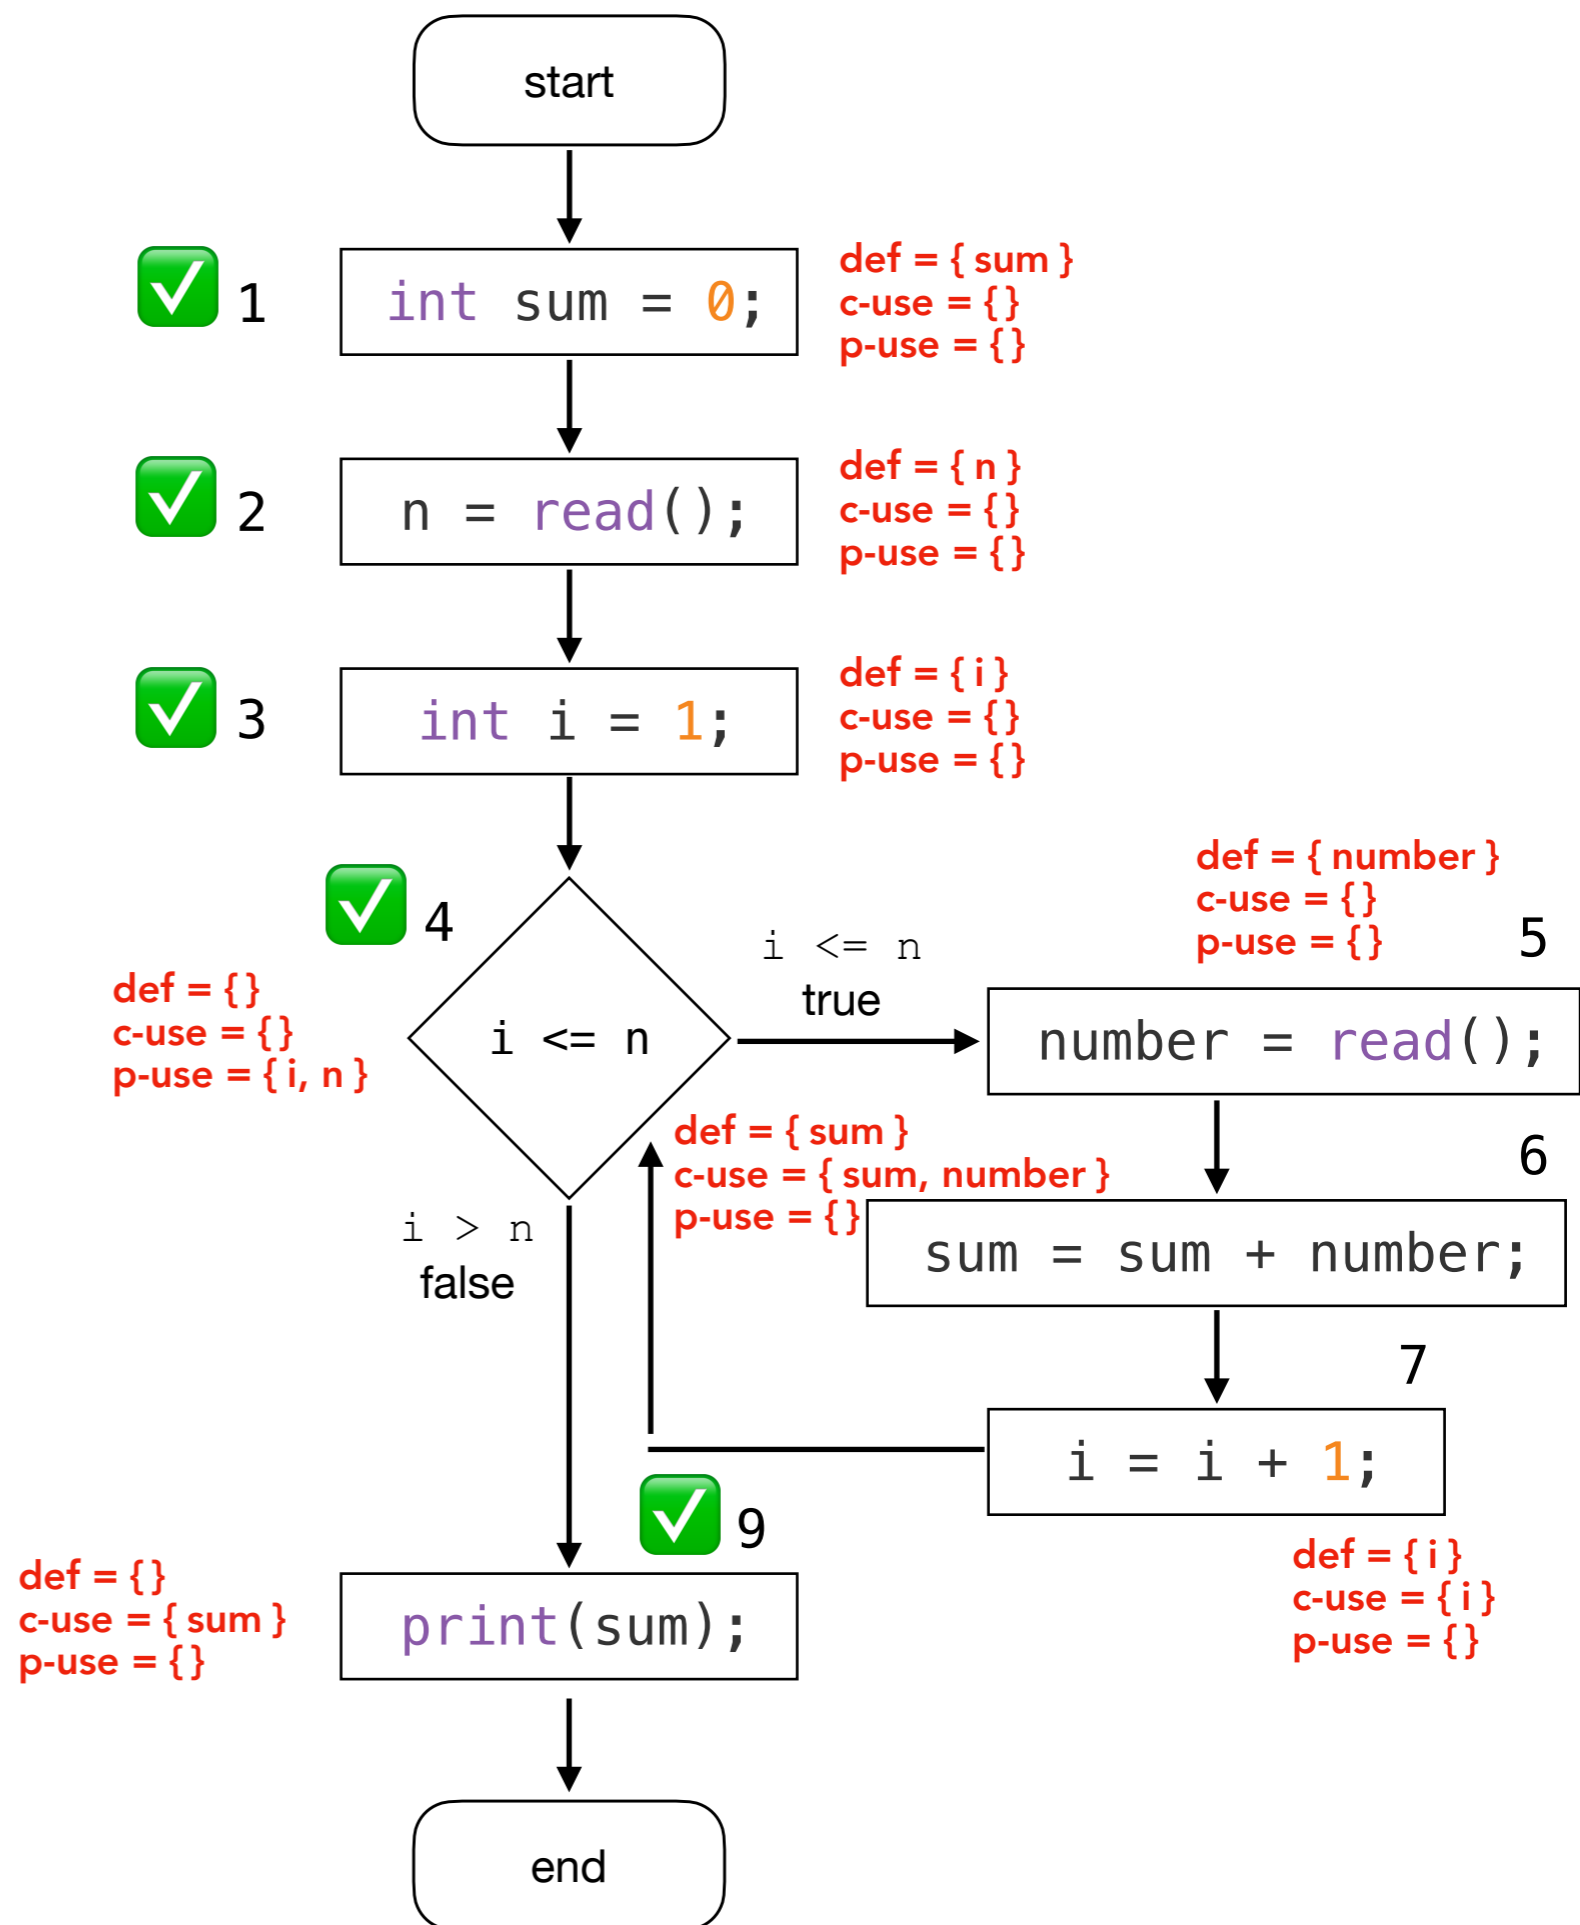 start
1
int sum = 0;
def = { sum }
c-use = { }
p-use = { }
2
n = read();
def = { n }
c-use = { }
p-use = { }
3
int i = 1;
def = { i }
c-use = { }
p-use = { }
4
i <= n
def = { }
c-use = { }
p-use = { i, n }
i <= n
true
def = { number }
c-use = { }
p-use = { }
5
number = read();
6
def = { sum }
c-use = { sum, number }
p-use = { }
sum = sum + number;
i > n
false
7
i = i + 1;
def = { i }
c-use = { i }
p-use = { }
9
def = { }
c-use = { sum }
p-use = { }
print(sum);
end